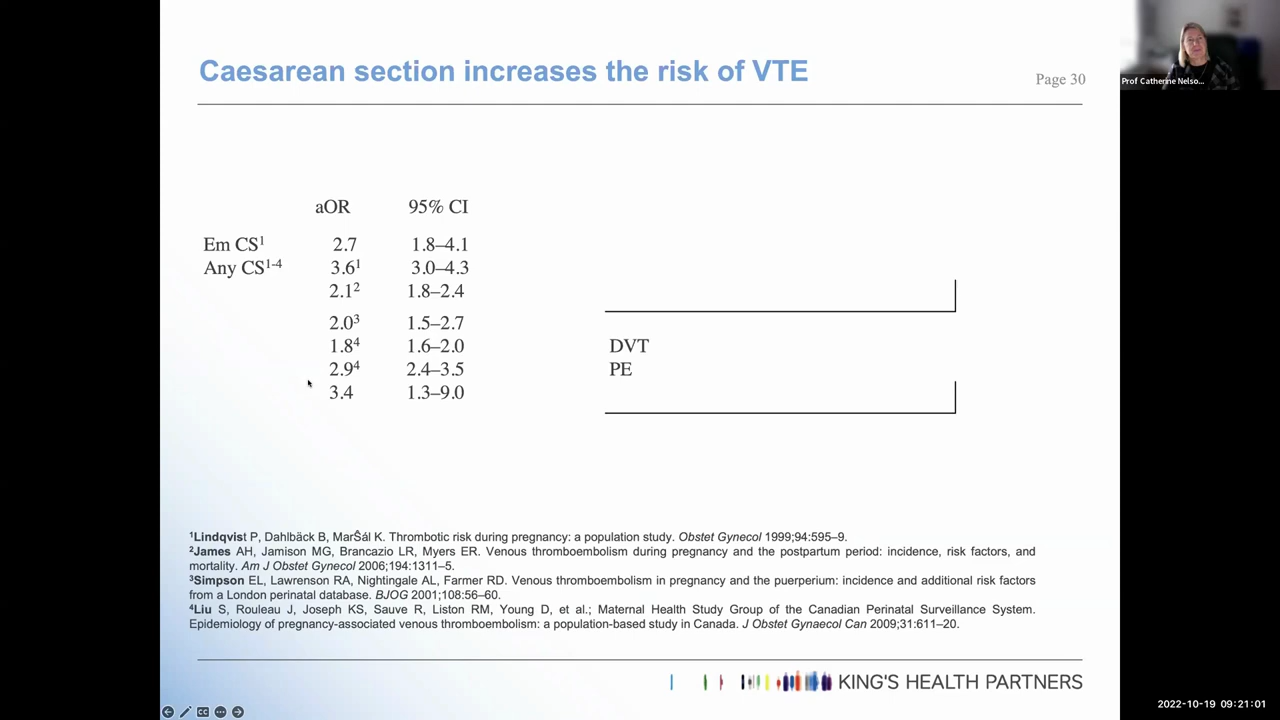 Caesarean section increases the risk of VTE
Page 30
Prof Catherine Nelso...
aOR 95% CI
Em CS¹ 2.7 1.8–4.1
Any CS¹⁻⁴ 3.6¹ 3.0–4.3
2.1² 1.8–2.4
2.0³ 1.5–2.7
1.8⁴ 1.6–2.0 DVT
2.9⁴ 2.4–3.5 PE
3.4 1.3–9.0
¹Lindqvist P, Dahlbäck B, MarŜál K. Thrombotic risk during pregnancy: a population study. Obstet Gynecol 1999;94:595–9.
²James AH, Jamison MG, Brancazio LR, Myers ER. Venous thromboembolism during pregnancy and the postpartum period: incidence, risk factors, and
mortality. Am J Obstet Gynecol 2006;194:1311–5.
³Simpson EL, Lawrenson RA, Nightingale AL, Farmer RD. Venous thromboembolism in pregnancy and the puerperium: incidence and additional risk factors
from a London perinatal database. BJOG 2001;108:56–60.
⁴Liu S, Rouleau J, Joseph KS, Sauve R, Liston RM, Young D, et al.; Maternal Health Study Group of the Canadian Perinatal Surveillance System.
Epidemiology of pregnancy-associated venous thromboembolism: a population-based study in Canada. J Obstet Gynaecol Can 2009;31:611–20.
KING'S HEALTH PARTNERS
2022-10-19 09:21:01